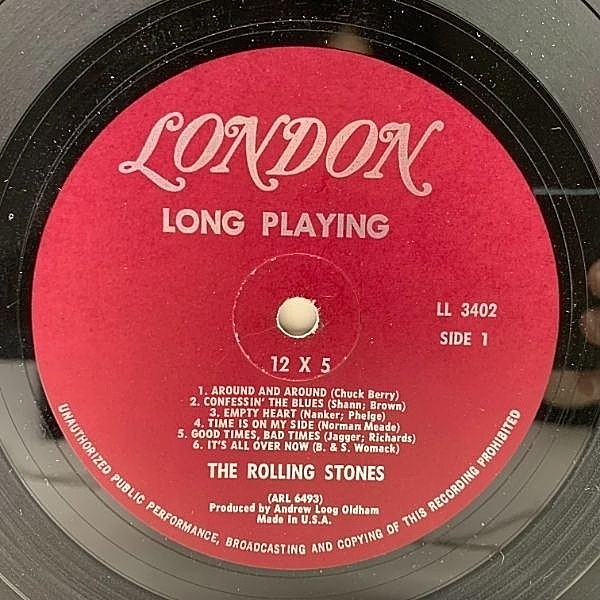 LONDON
LONG PLAYING
LL 3402
SIDE 1
12 X 5
1. AROUND AND AROUND (Chuck Berry)
2. CONFESSIN' THE BLUES (Shann; Brown)
3. EMPTY HEART (Nanker; Phelge)
4. TIME IS ON MY SIDE (Norman Meade)
5. GOOD TIMES, BAD TIMES (Jagger; Richards)
6. IT'S ALL OVER NOW (B. & S. Womack)
THE ROLLING STONES
(ARL 6493)
Produced by Andrew Loog Oldham
Made In U.S.A.
UNAUTHORIZED PUBLIC PERFORMANCE, BROADCASTING AND COPYING OF THIS RECORDING PROHIBITED